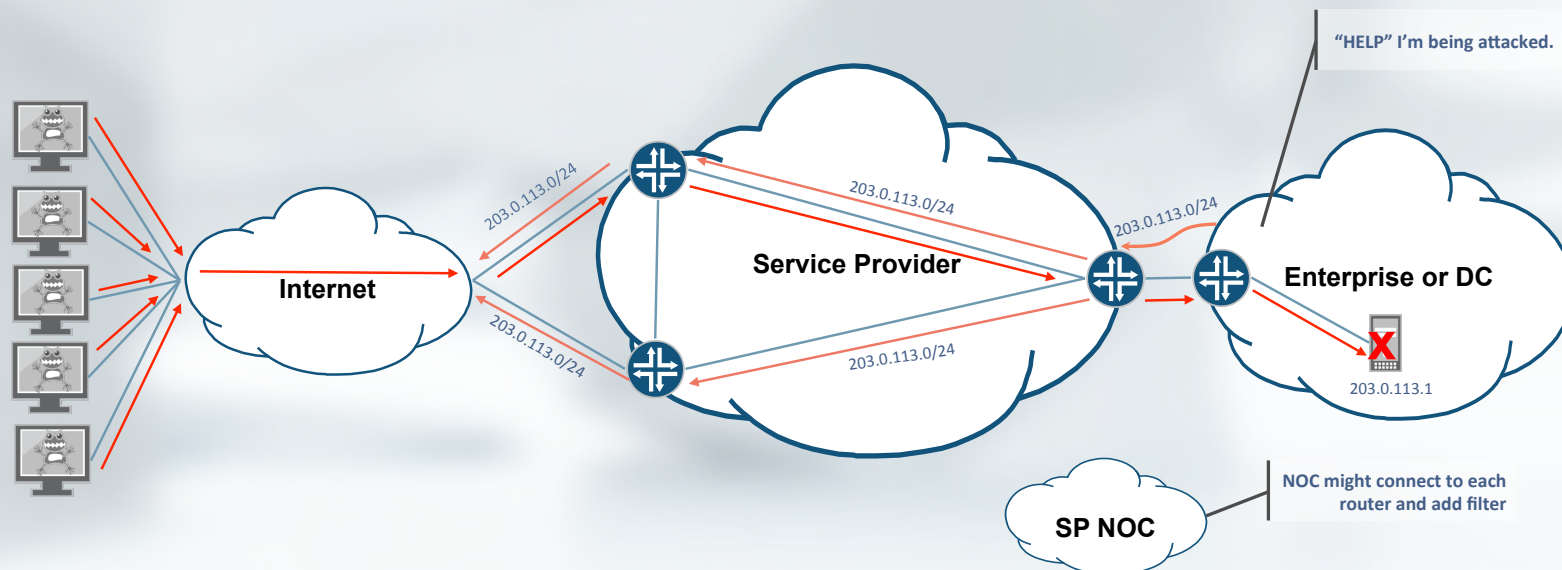 “HELP” I’m being attacked.
203.0.113.0/24
203.0.113.0/24
203.0.113.0/24
Service Provider
Enterprise or DC
Internet
203.0.113.0/24
203.0.113.0/24
203.0.113.1
NOC might connect to each
router and add filter
SP NOC